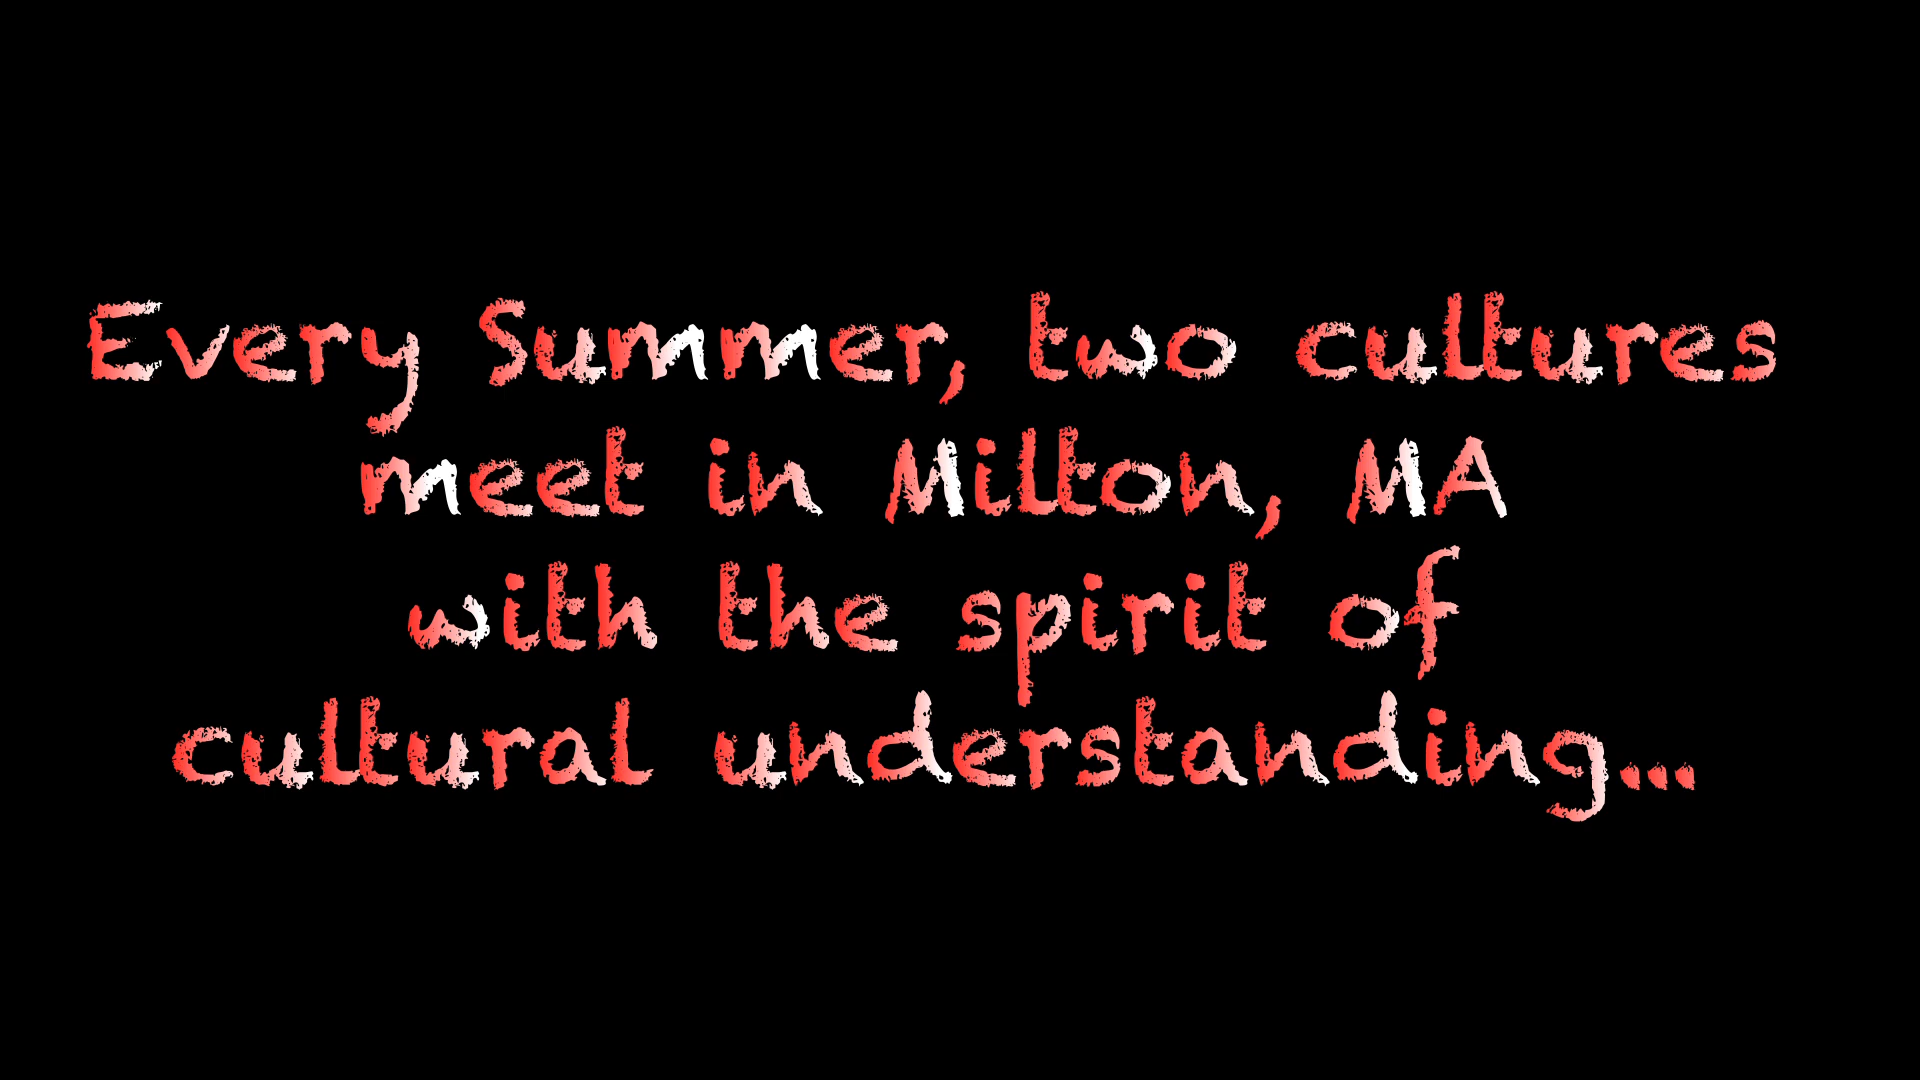 Every Summer, two cultures
meet in Milton, MA
with the spirit of
cultural understanding...